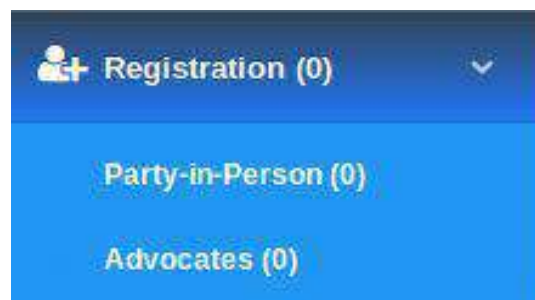 Registration (0)
Party-in-Person (0)
Advocates (0)